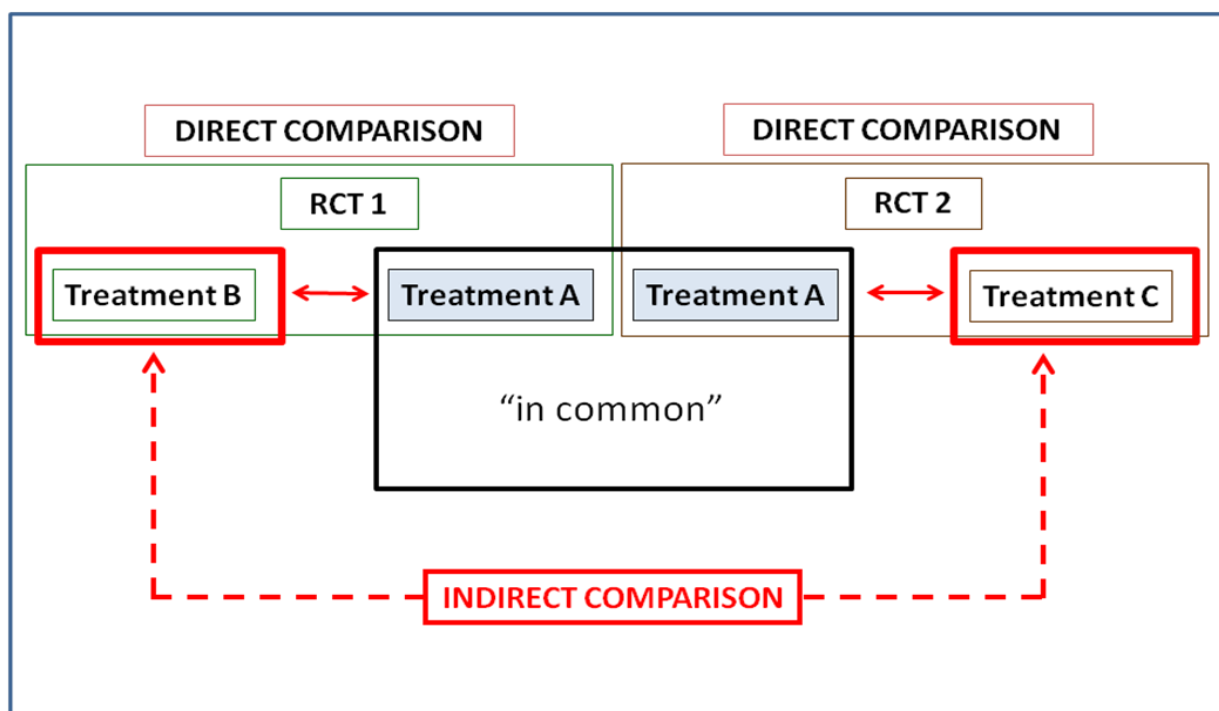 DIRECT COMPARISON
DIRECT COMPARISON
RCT 1
RCT 2
Treatment B
Treatment A
Treatment A
Treatment C
“in common”
INDIRECT COMPARISON